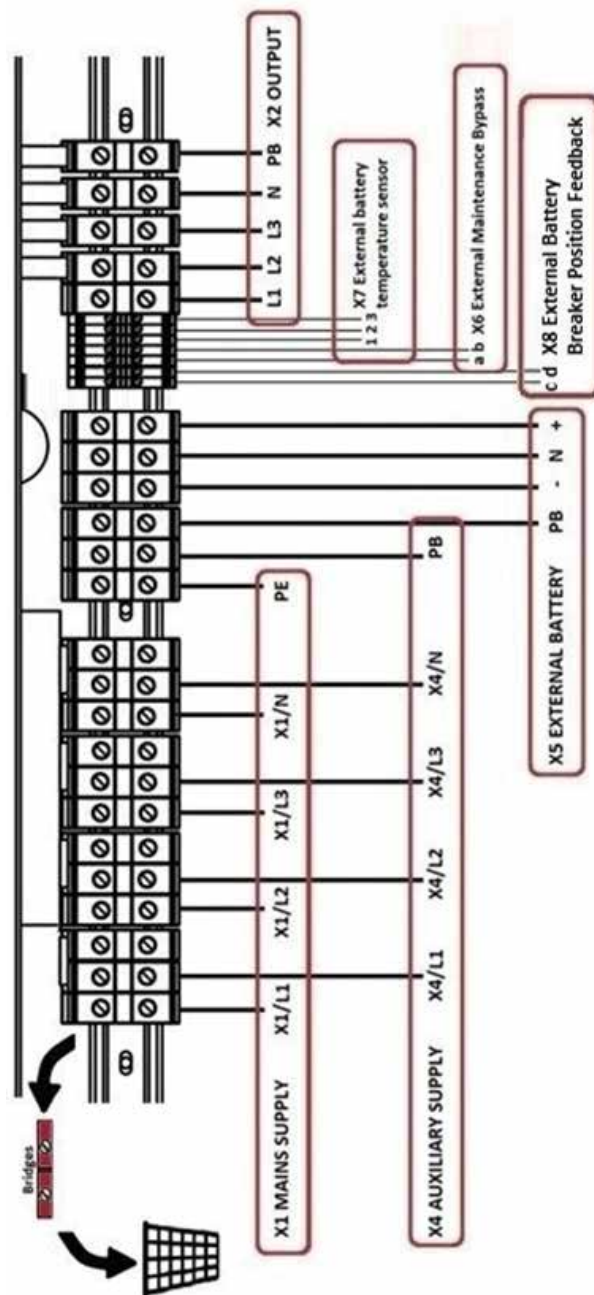 Bridges
X1 MAINS SUPPLY X1/L1 X1/L2 X1/L3 X1/N PE
X4 AUXILIARY SUPPLY X4/L1 X4/L2 X4/L3 X4/N PB
X5 EXTERNAL BATTERY PB - N +
L1 L2 L3 N PB X2 OUTPUT
1 2 3 X7 External battery
temperature sensor
a b X6 External Maintenance Bypass
c d X8 External Battery
Breaker Position Feedback